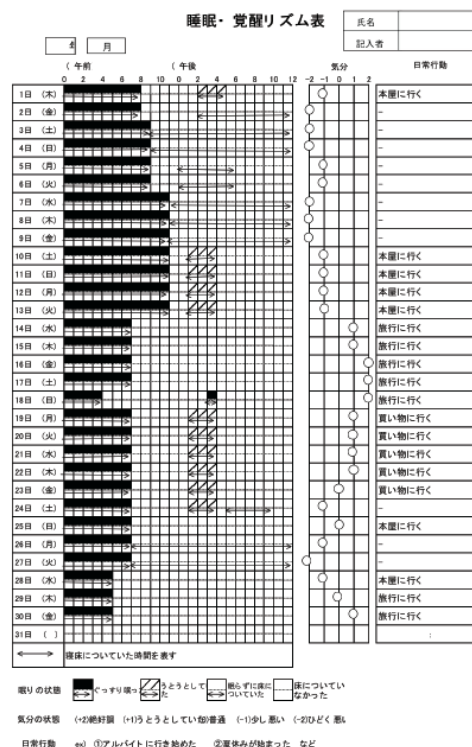 睡眠・覚醒リズム表
氏名
記入者
月
( 午前 ( 午後 気分 日常行動
0 2 4 6 8 10 0 2 4 6 8 10 12 -2 -1 0 1 2
1日 (木) 本屋に行く
2日 (金) -
3日 (土) -
4日 (日) -
5日 (月) -
6日 (火) -
7日 (水) -
8日 (木) -
9日 (金) -
10日 (土) 本屋に行く
11日 (日) 本屋に行く
12日 (月) 本屋に行く
13日 (火) 本屋に行く
14日 (水) 旅行に行く
15日 (木) 旅行に行く
16日 (金) 旅行に行く
17日 (土) 旅行に行く
18日 (日) 旅行に行く
19日 (月) 買い物に行く
20日 (火) 買い物に行く
21日 (水) 買い物に行く
22日 (木) 買い物に行く
23日 (金) 買い物に行く
24日 (土) -
25日 (日) 本屋に行く
26日 (月) -
27日 (火) -
28日 (水) 本屋に行く
29日 (木) 旅行に行く
30日 (金) 旅行に行く
31日 ( ) :
寝床についていた時間を表す
眠りの状態 ぐっすり眠っ うとうとして 眠らずに床に 床についてい
た ついていた なかった
気分の状態 (+2)絶好調 (+1)うとうとしてい 普通 (-1)少し悪い (-2)ひどく悪
日常行動 ex) ①アルバイトに行き始めた ②夏休みが始まった など